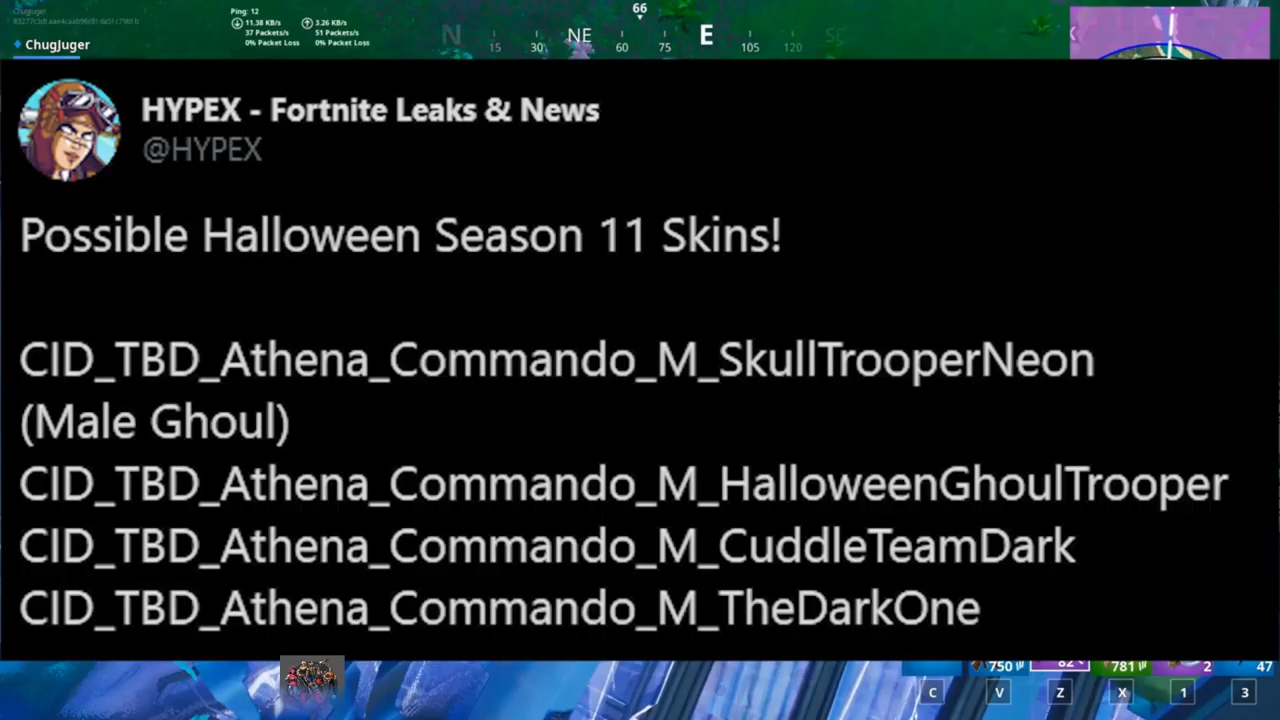 Ping: 12
11.38 KB/s 3.26 KB/s
37 Packets/s 51 Packets/s
0% Packet Loss 0% Packet Loss
ChugJuger
66
N 15 30 NE 60 75 E 105 120 SE
HYPEX - Fortnite Leaks & News
@HYPEX
Possible Halloween Season 11 Skins!
CID_TBD_Athena_Commando_M_SkullTrooperNeon
(Male Ghoul)
CID_TBD_Athena_Commando_M_HalloweenGhoulTrooper
CID_TBD_Athena_Commando_M_CuddleTeamDark
CID_TBD_Athena_Commando_M_TheDarkOne
750 82 781 2 47
C V Z X 1 3